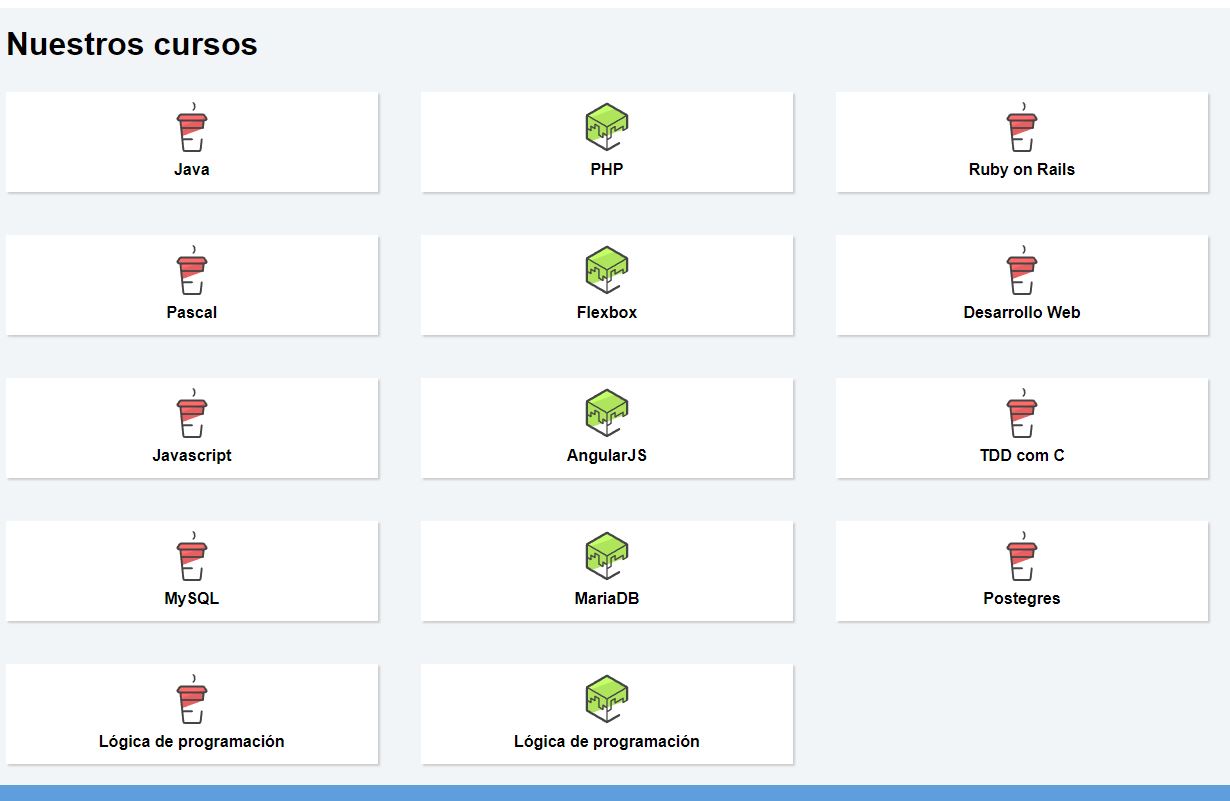 Nuestros cursos
Java
PHP
Ruby on Rails
Pascal
Flexbox
Desarrollo Web
Javascript
AngularJS
TDD com C
MySQL
MariaDB
Postegres
Lógica de programación
Lógica de programación